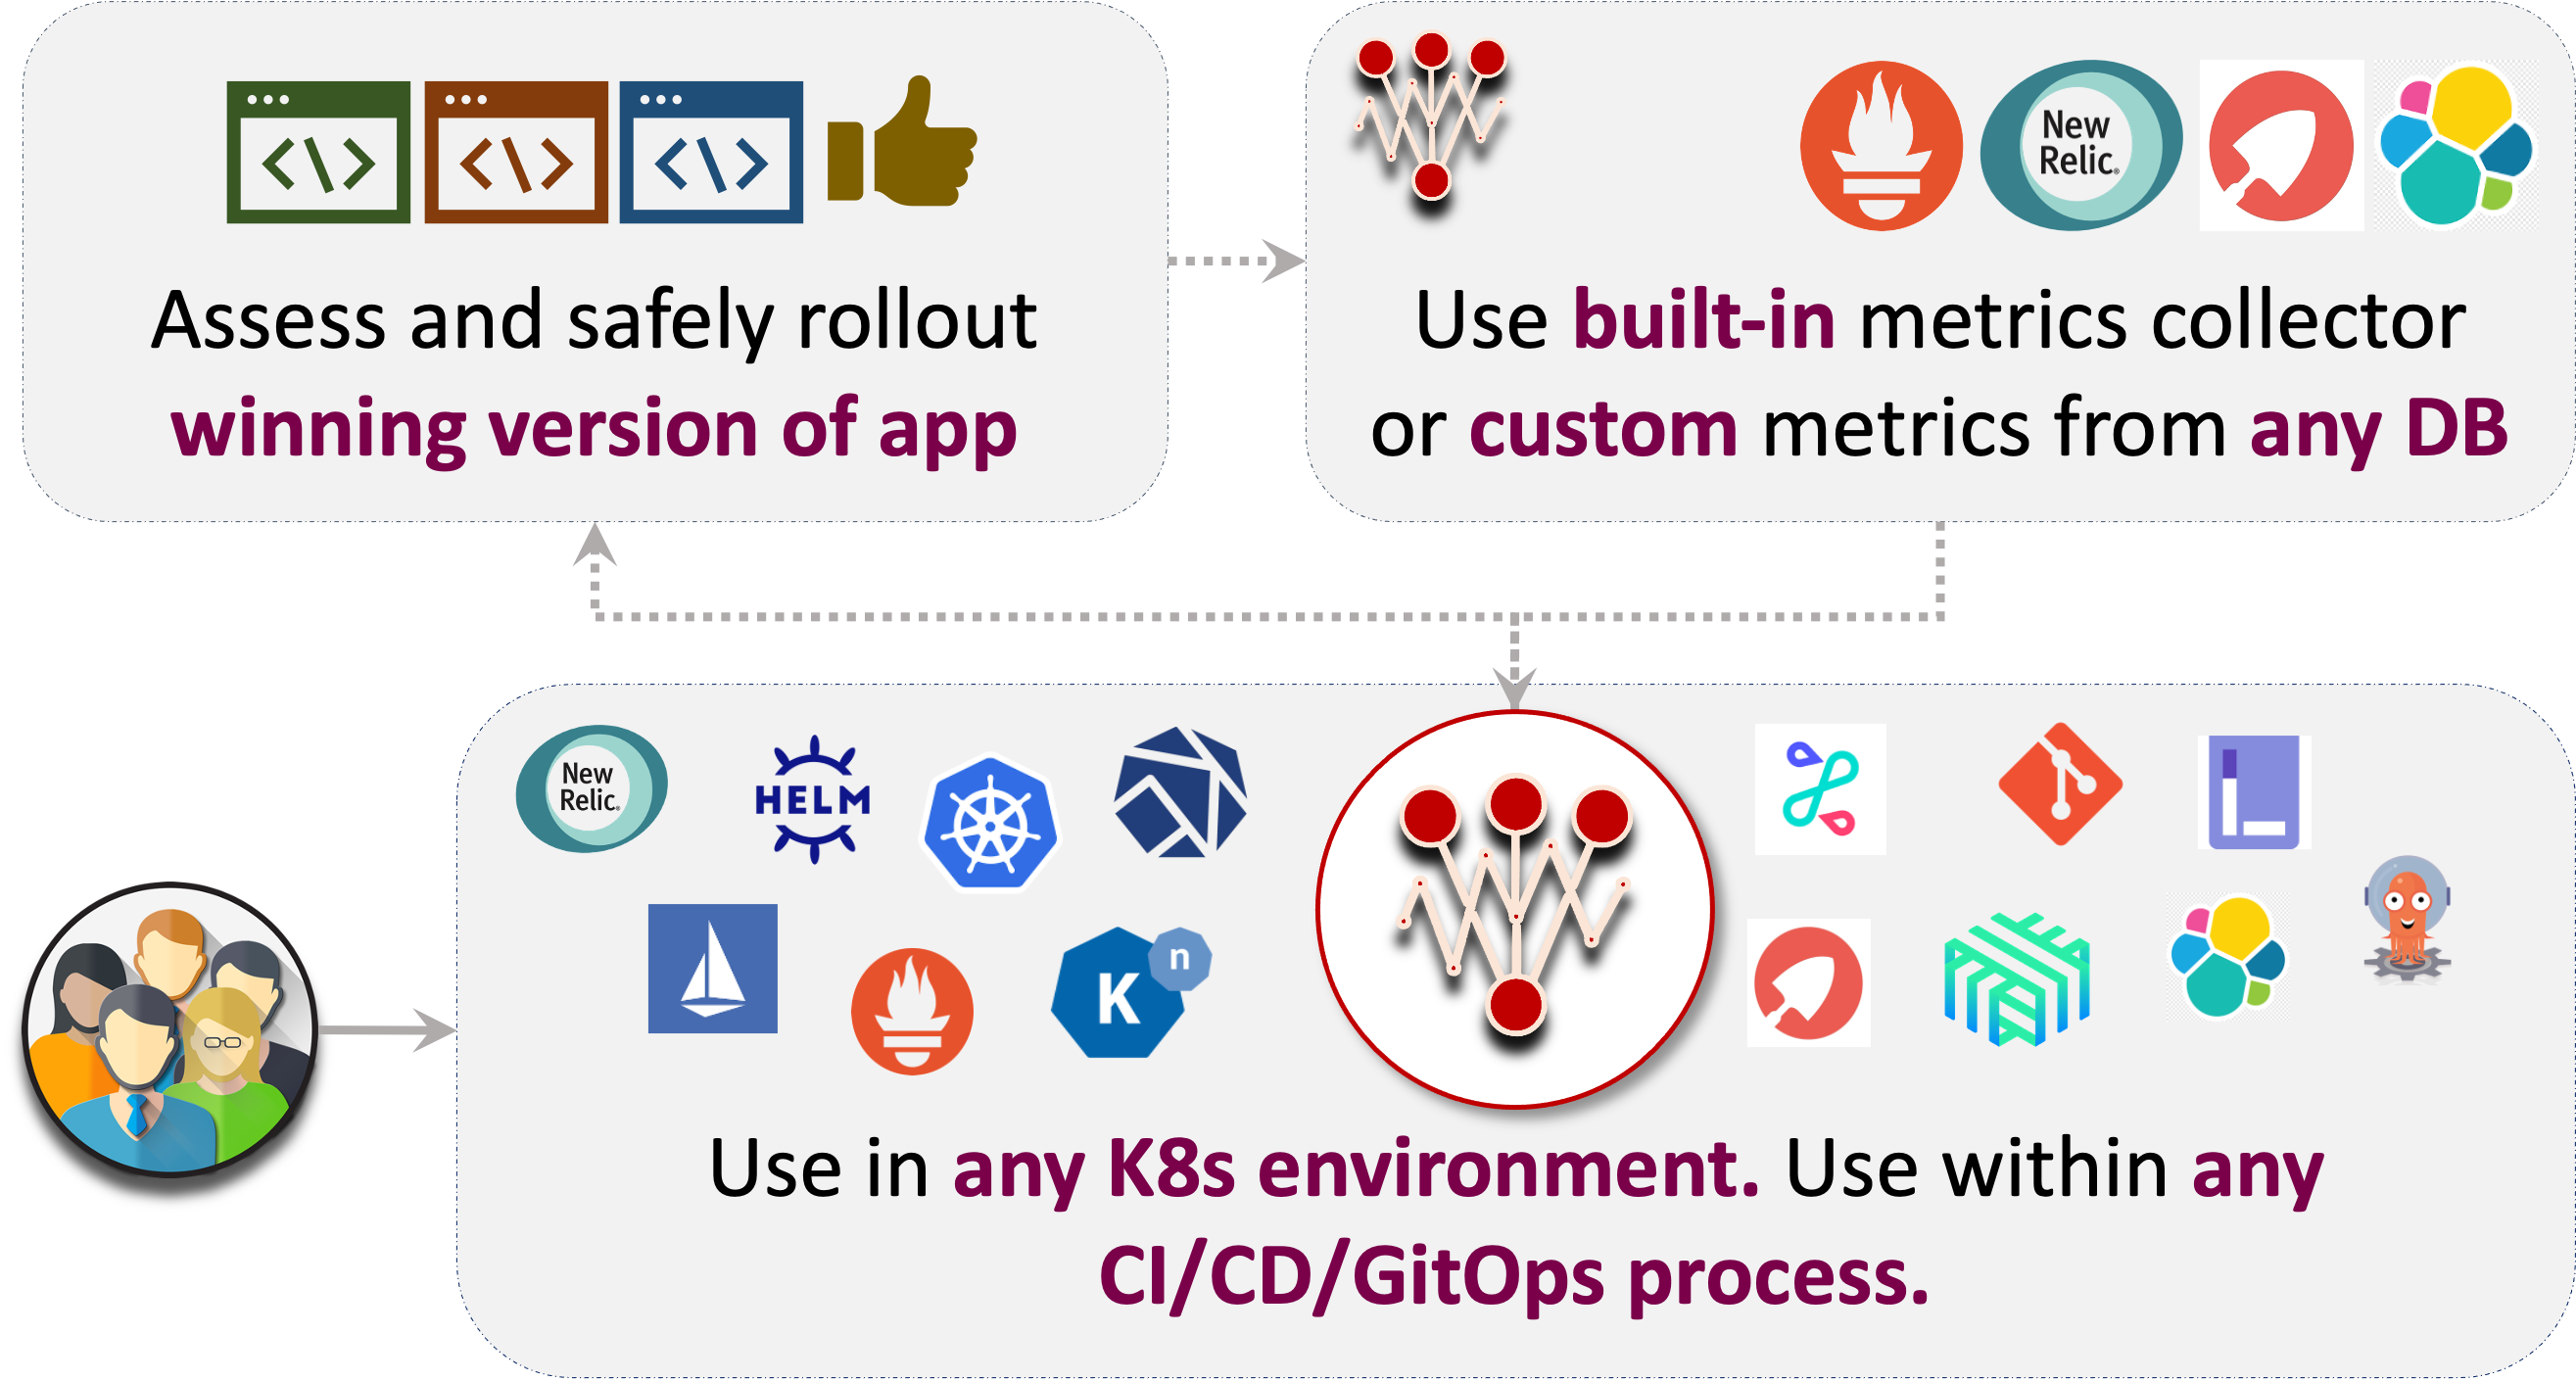 New
Relic®
Assess and safely rollout
winning version of app
Use built-in metrics collector
or custom metrics from any DB
New
Relic®
HELM
K
n
Use in any K8s environment. Use within any
CI/CD/GitOps process.